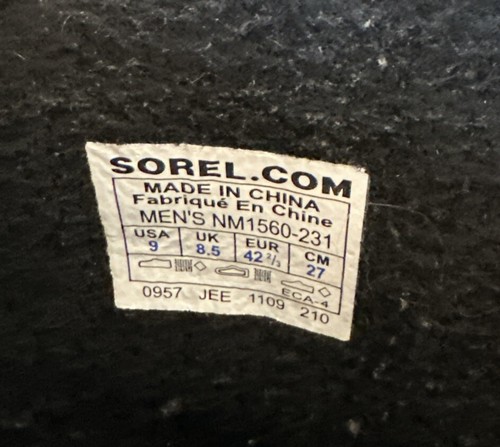 SOREL.COM
MADE IN CHINA
Fabriqué En Chine
MEN'S NM1560-231
USA UK EUR CM
9 8.5 42 2/3 27
ECA-4
0957 JEE 1109 210